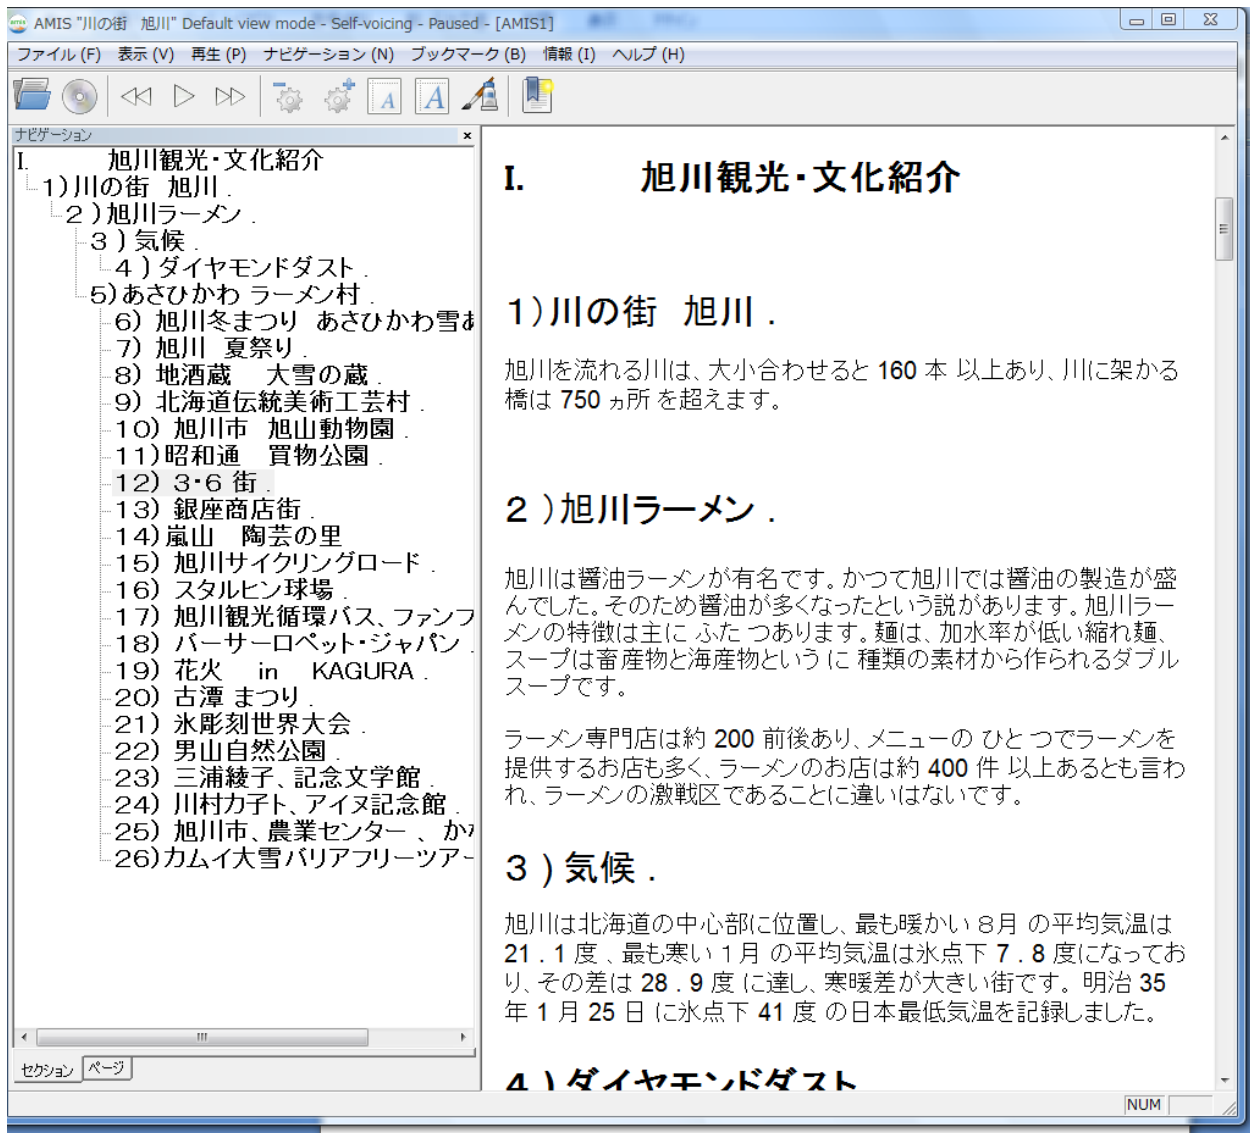 AMIS "川の街　旭川" Default view mode - Self-voicing - Paused - [AMIS1]
ファイル (F)　表示 (V)　再生 (P)　ナビゲーション (N)　ブックマーク (B)　情報 (I)　ヘルプ (H)
ナビゲーション
I.　　旭川観光・文化紹介
1)川の街　旭川．
2 )旭川ラーメン．
3 ) 気候．
4 ) ダイヤモンドダスト．
5)あさひかわ ラーメン村．
6) 旭川冬まつり　あさひかわ雪あ
7) 旭川　夏祭り．
8) 地酒蔵　大雪の蔵．
9) 北海道伝統美術工芸村．
10) 旭川市　旭山動物園．
11)昭和通　買物公園．
12) 3・6 街．
13) 銀座商店街．
14)嵐山　陶芸の里
15) 旭川サイクリングロード．
16) スタルヒン球場．
17) 旭川観光循環バス、ファンフ
18) バーサーロペット・ジャパン．
19) 花火　in　KAGURA．
20) 古潭 まつり．
21) 氷彫刻世界大会．
22) 男山自然公園．
23) 三浦綾子、記念文学館．
24) 川村カ子ト、アイヌ記念館．
25) 旭川市、農業センター 、か
26)カムイ大雪バリアフリーツアー
セクション　ページ
I.　　旭川観光・文化紹介
1)川の街　旭川．
旭川を流れる川は、大小合わせると 160 本 以上あり、川に架かる
橋は 750 ヵ所 を超えます。
2 )旭川ラーメン．
旭川は醤油ラーメンが有名です。かつて旭川では醤油の製造が盛
んでした。そのため醤油が多くなったという説があります。旭川ラー
メンの特徴は主に ふた つあります。麺は、加水率が低い縮れ麺、
スープは畜産物と海産物という に 種類の素材から作られるダブル
スープです。
ラーメン専門店は約 200 前後あり、メニューの ひと つでラーメンを
提供するお店も多く、ラーメンのお店は約 400 件 以上あるとも言わ
れ、ラーメンの激戦区であることに違いはないです。
3 ) 気候．
旭川は北海道の中心部に位置し、最も暖かい 8月 の平均気温は
21．1 度 、最も寒い 1月 の平均気温は氷点下 7．8 度になってお
り、その差は 28．9 度 に達し、寒暖差が大きい街です。 明治 35
年 1 月 25 日 に氷点下 41 度 の日本最低気温を記録しました。
4 ) ダイヤモンドダスト
NUM